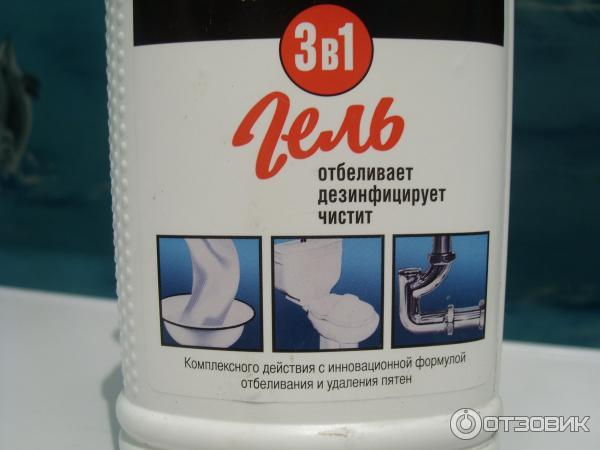 3в1
Гель
отбеливает
дезинфицирует
чистит
Комплексного действия с инновационной формулой
отбеливания и удаления пятен
ОТЗОВИК